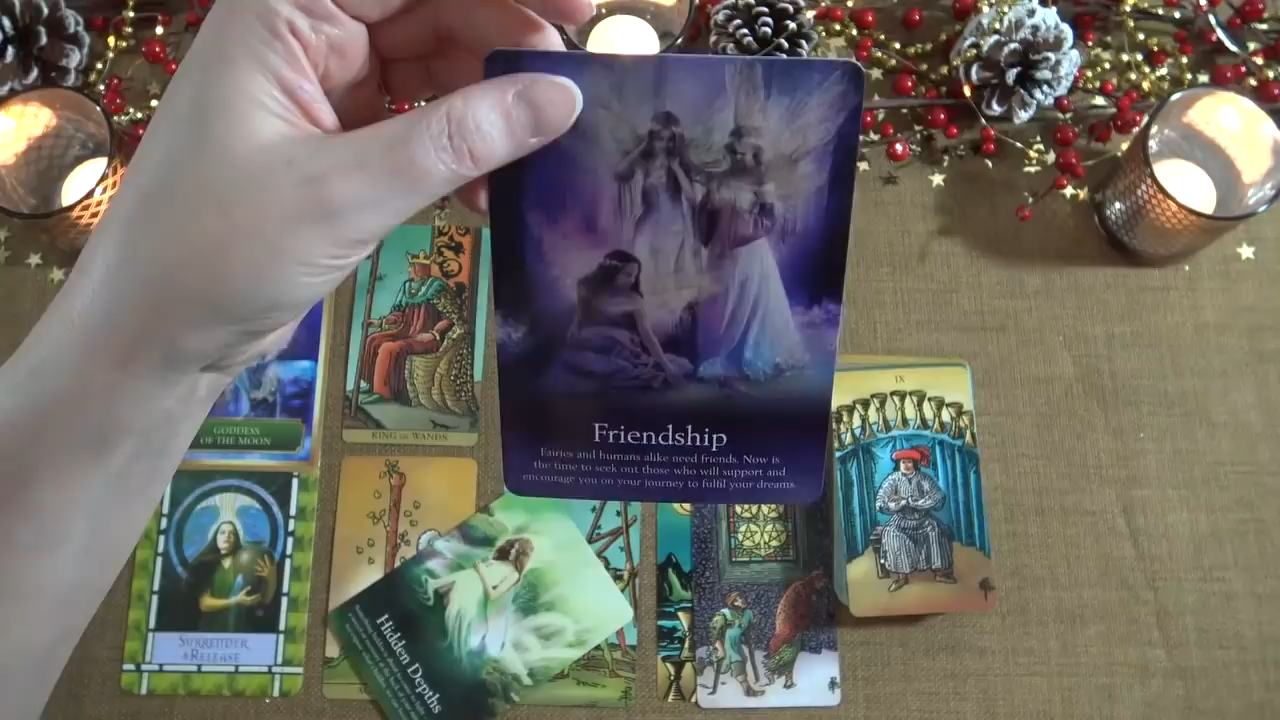 IX
GODDESS
OF THE MOON
KING OF WANDS
Friendship
Fairies and humans alike need friends. Now is
the time to seek out those who will support and
encourage you on your journey to fulfil your dreams.
SURRENDER
& RELEASE
Hidden Depths